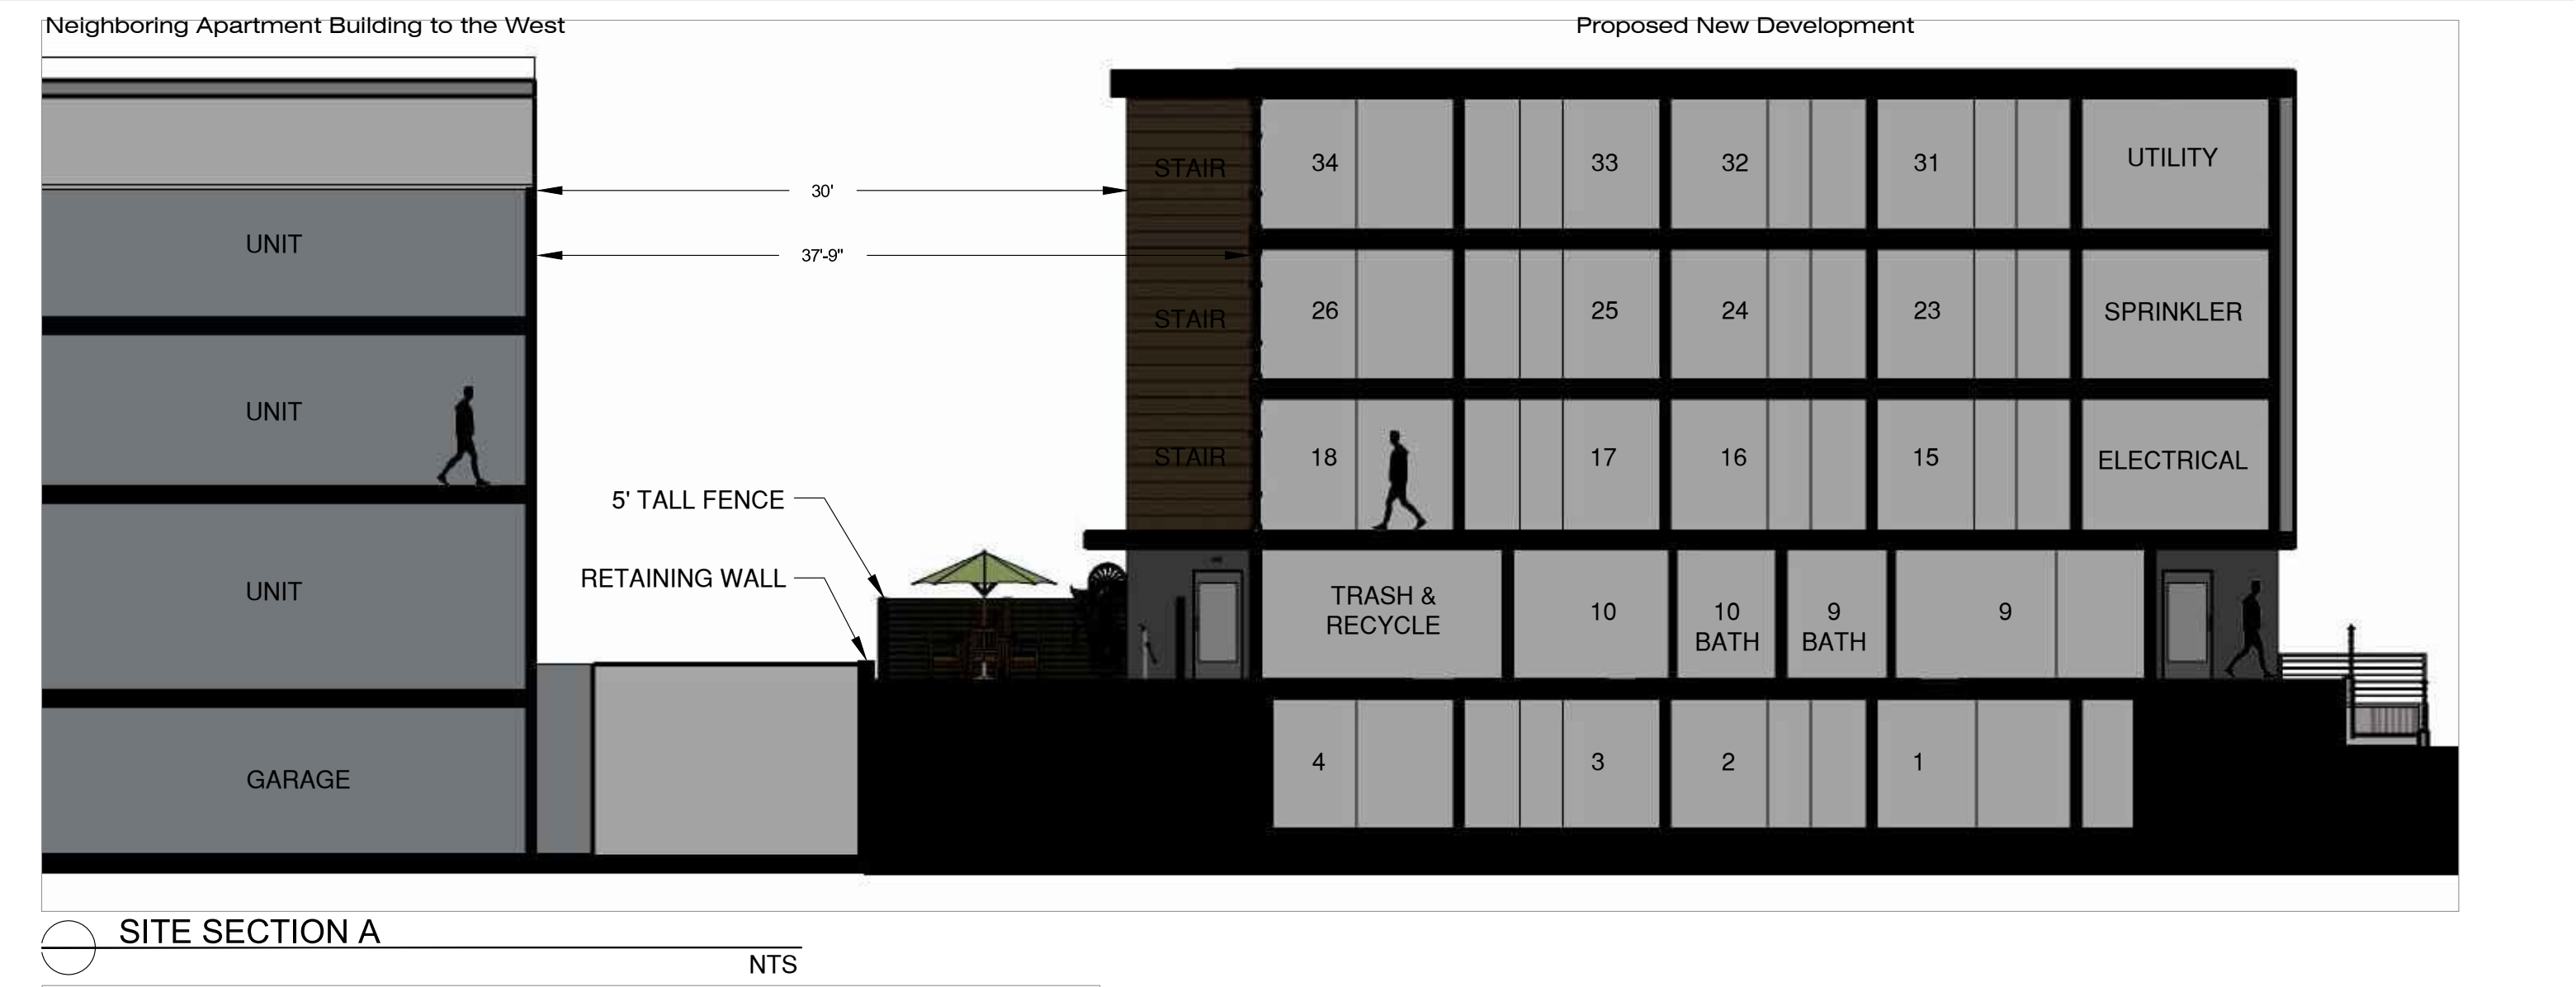 Neighboring Apartment Building to the West
Proposed New Development
STAIR
34
33
32
31
UTILITY
30'
UNIT
37'-9"
STAIR
26
25
24
23
SPRINKLER
UNIT
STAIR
18
17
16
15
ELECTRICAL
5' TALL FENCE
RETAINING WALL
UNIT
TRASH &
RECYCLE
10
10
BATH
9
BATH
9
GARAGE
4
3
2
1
SITE SECTION A
NTS